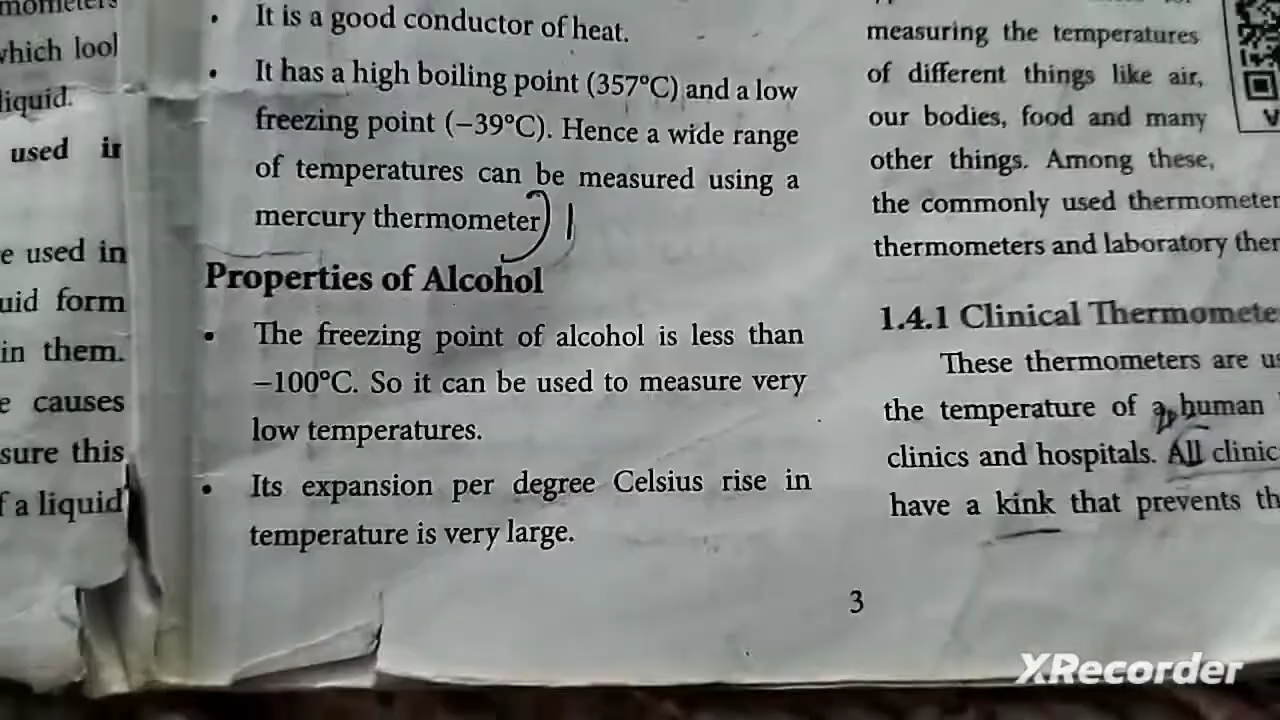 which
liquid.
used
e used in
uid form
in them.
e causes
sure this
f a liquid
It is a good conductor of heat.
It has a high boiling point (357°C) and a low
freezing point (–39°C). Hence a wide range
of temperatures can be measured using a
mercury thermometer
Properties of Alcohol
The freezing point of alcohol is less than
–100°C. So it can be used to measure very
low temperatures.
Its expansion per degree Celsius rise in
temperature is very large.
measuring the temperatures
of different things like air,
our bodies, food and many
other things. Among these,
the commonly used thermometer
thermometers and laboratory ther
1.4.1 Clinical Thermomete
These thermometers are us
the temperature of a human
clinics and hospitals. All clinic
have a kink that prevents th
3
XRecorder